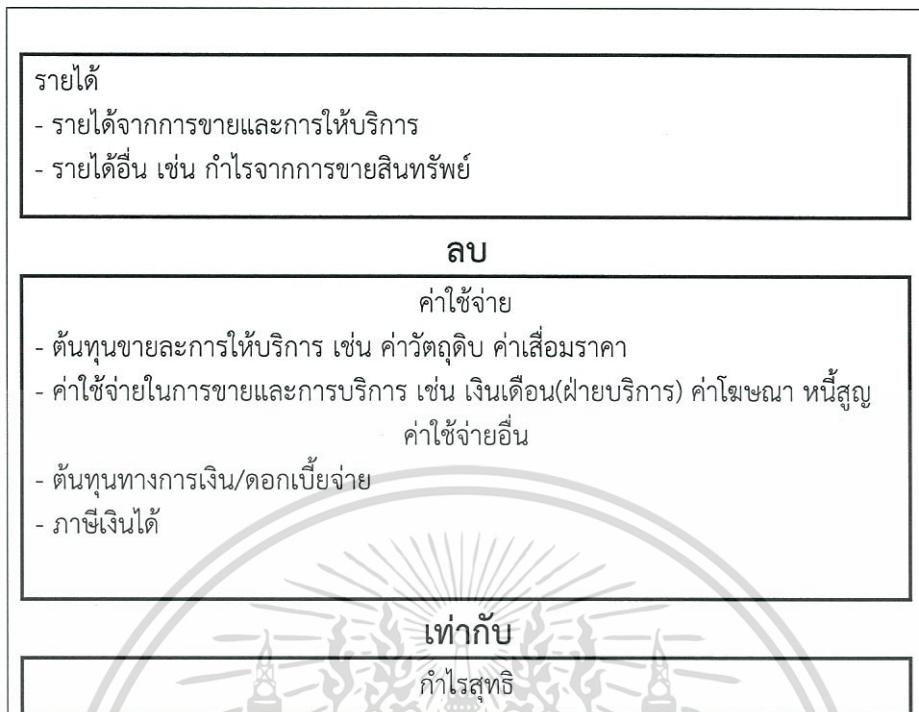 รายได้
- รายได้จากการขายและการให้บริการ
- รายได้อื่น เช่น กำไรจากการขายสินทรัพย์
ลบ
ค่าใช้จ่าย
- ต้นทุนขายละการให้บริการ เช่น ค่าวัตถุดิบ ค่าเสื่อมราคา
- ค่าใช้จ่ายในการขายและการบริการ เช่น เงินเดือน(ฝ่ายบริการ) ค่าโฆษณา หนี้สูญ
ค่าใช้จ่ายอื่น
- ต้นทุนทางการเงิน/ดอกเบี้ยจ่าย
- ภาษีเงินได้
เท่ากับ
กำไรสุทธิ